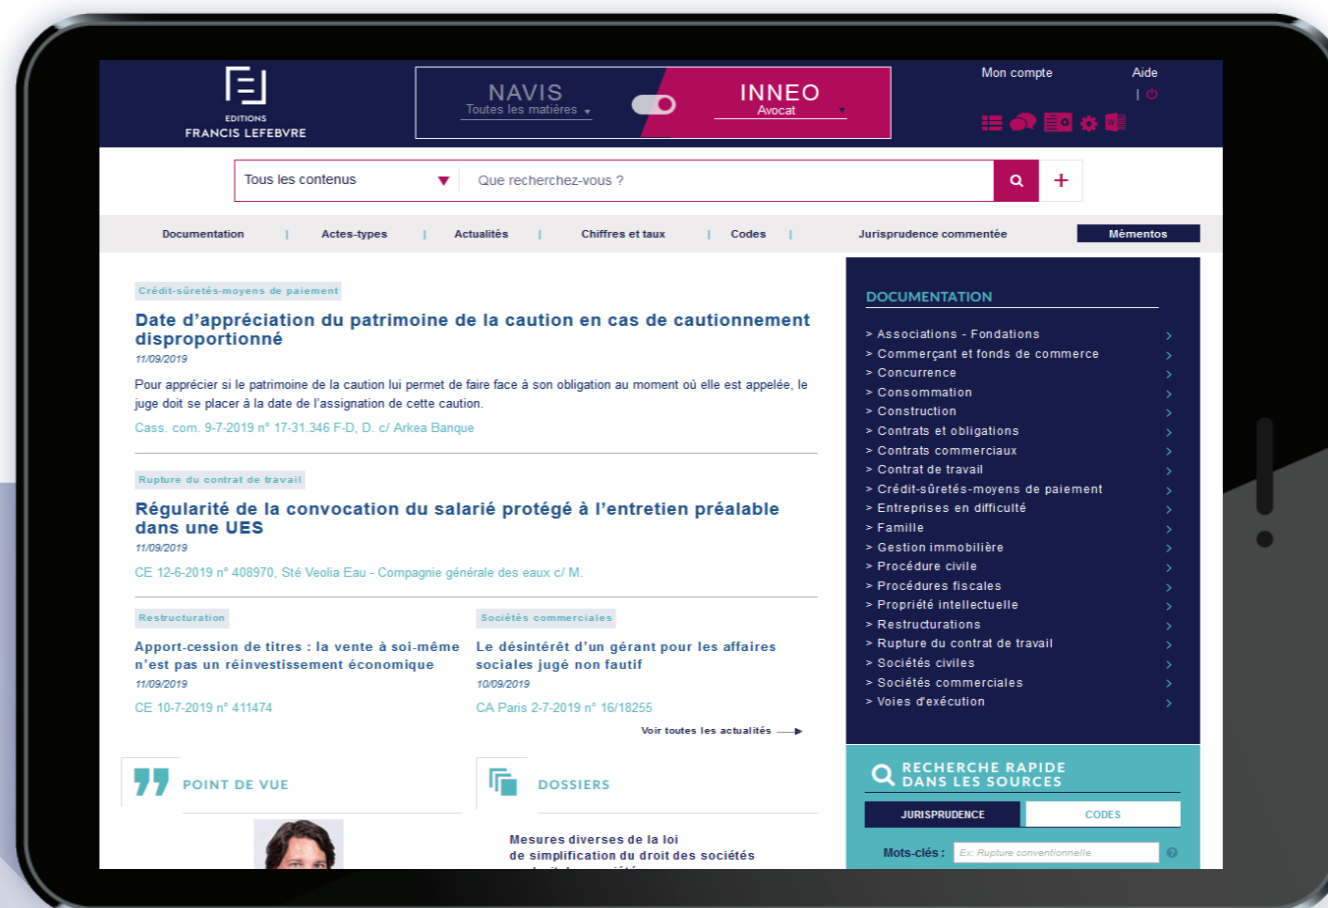 EDITIONS
FRANCIS LEFEBVRE
NAVIS
Toutes les matières
INNEO
Avocat
Mon compte
Aide
Tous les contenus
Que recherchez-vous ?
+
Documentation | Actes-types | Actualités | Chiffres et taux | Codes | Jurisprudence commentée Mémentos
Crédit-sûretés-moyens de paiement
Date d’appréciation du patrimoine de la caution en cas de cautionnement
disproportionné
11/09/2019
Pour apprécier si le patrimoine de la caution lui permet de faire face à son obligation au moment où elle est appelée, le
juge doit se placer à la date de l’assignation de cette caution.
Cass. com. 9-7-2019 n° 17-31.346 F-D, D. c/ Arkea Banque
Rupture du contrat de travail
Régularité de la convocation du salarié protégé à l’entretien préalable
dans une UES
11/09/2019
CE 12-6-2019 n° 408970, Sté Veolia Eau - Compagnie générale des eaux c/ M.
Restructuration
Apport-cession de titres : la vente à soi-même
n’est pas un réinvestissement économique
11/09/2019
CE 10-7-2019 n° 411474
Sociétés commerciales
Le désintérêt d’un gérant pour les affaires
sociales jugé non fautif
10/09/2019
CA Paris 2-7-2019 n° 16/18255
Voir toutes les actualités
POINT DE VUE
DOSSIERS
Mesures diverses de la loi
de simplification du droit des sociétés
DOCUMENTATION
> Associations - Fondations
> Commerçant et fonds de commerce
> Concurrence
> Consommation
> Construction
> Contrats et obligations
> Contrats commerciaux
> Contrat de travail
> Crédit-sûretés-moyens de paiement
> Entreprises en difficulté
> Famille
> Gestion immobilière
> Procédure civile
> Procédures fiscales
> Propriété intellectuelle
> Restructurations
> Rupture du contrat de travail
> Sociétés civiles
> Sociétés commerciales
> Voies d'exécution
RECHERCHE RAPIDE
DANS LES SOURCES
JURISPRUDENCE
CODES
Mots-clés : Ex: Rupture conventionnelle